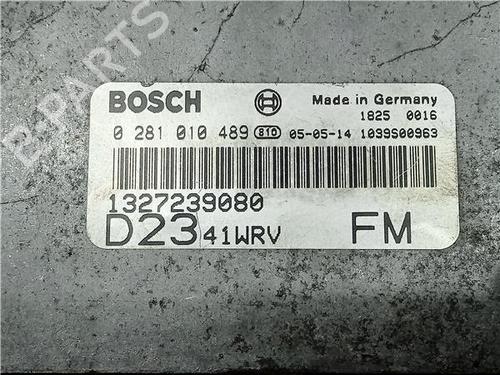 B-PARTS
BOSCH
Made in Germany
1825 0016
0 281 010 489 810 05-05-14 1039S00963
1327239080
D23 41WRV FM